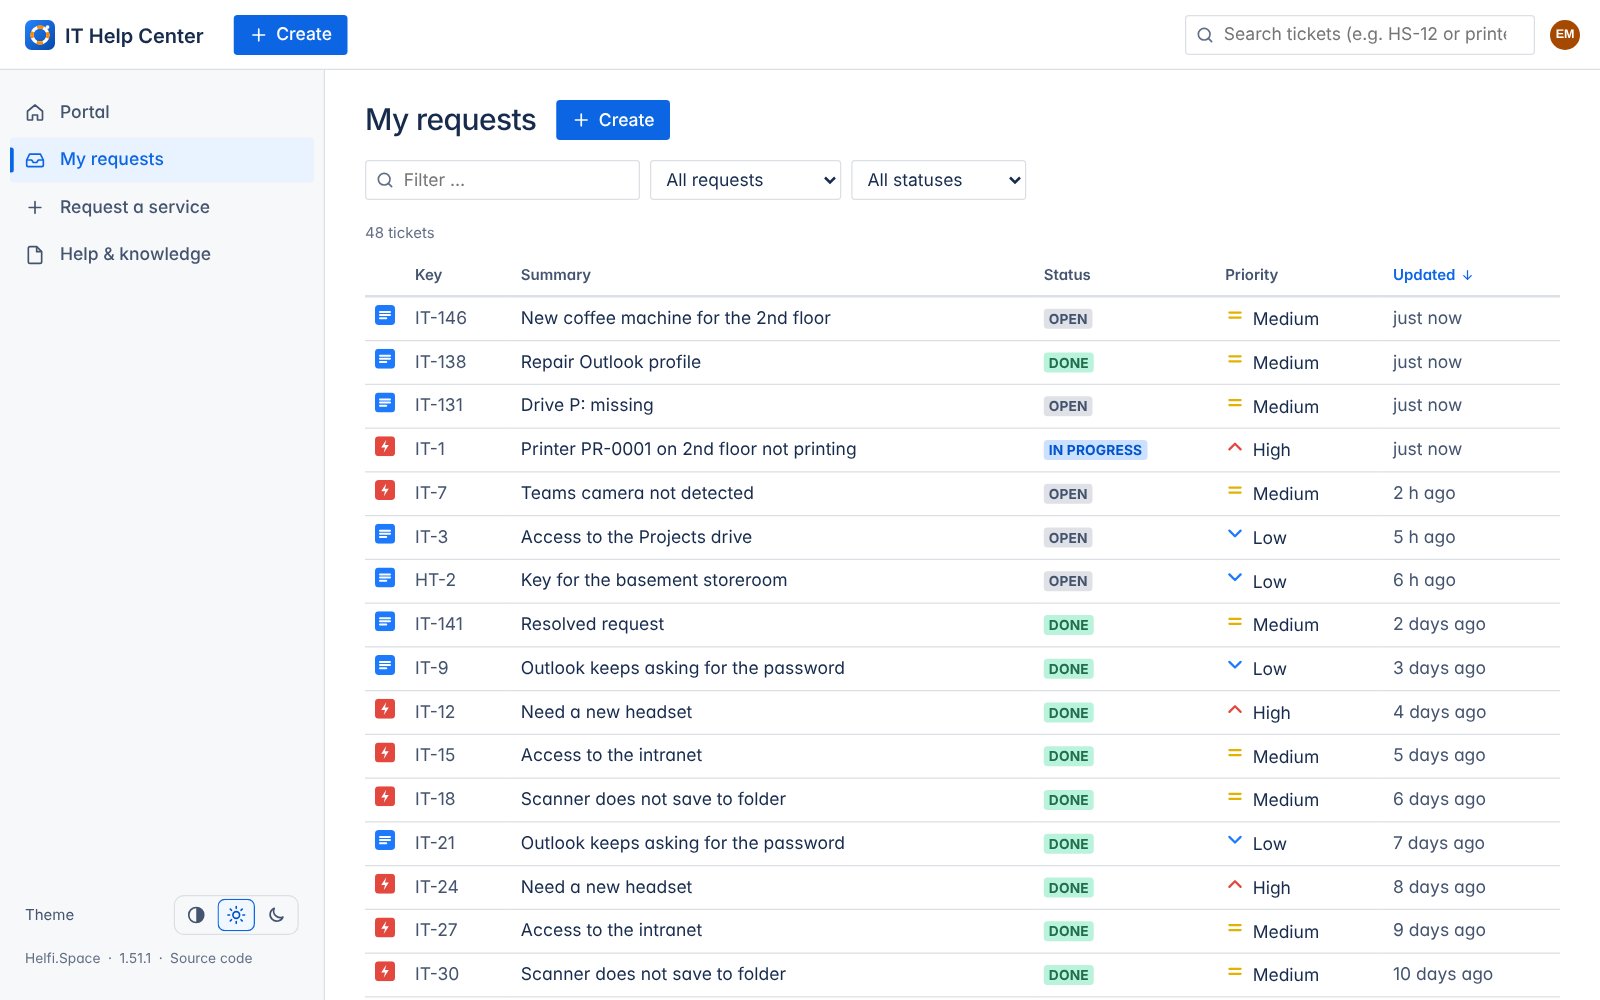 IT Help Center
Create
Search tickets (e.g. HS-12 or printe
EM
Portal
My requests
Request a service
Help & knowledge
My requests
Create
Filter ...
All requests
All statuses
48 tickets
Key Summary Status Priority Updated ↓
IT-146 New coffee machine for the 2nd floor OPEN Medium just now
IT-138 Repair Outlook profile DONE Medium just now
IT-131 Drive P: missing OPEN Medium just now
IT-1 Printer PR-0001 on 2nd floor not printing IN PROGRESS High just now
IT-7 Teams camera not detected OPEN Medium 2 h ago
IT-3 Access to the Projects drive OPEN Low 5 h ago
HT-2 Key for the basement storeroom OPEN Low 6 h ago
IT-141 Resolved request DONE Medium 2 days ago
IT-9 Outlook keeps asking for the password DONE Low 3 days ago
IT-12 Need a new headset DONE High 4 days ago
IT-15 Access to the intranet DONE Medium 5 days ago
IT-18 Scanner does not save to folder DONE Medium 6 days ago
IT-21 Outlook keeps asking for the password DONE Low 7 days ago
IT-24 Need a new headset DONE High 8 days ago
IT-27 Access to the intranet DONE Medium 9 days ago
IT-30 Scanner does not save to folder DONE Medium 10 days ago
Theme
Helfi.Space · 1.51.1 · Source code